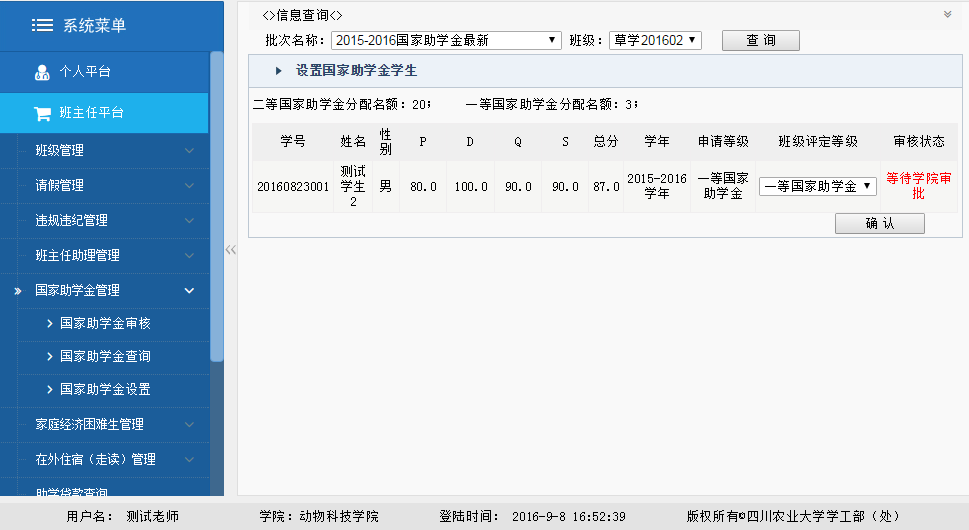 系统菜单
个人平台
班主任平台
班级管理
请假管理
违规违纪管理
班主任助理管理
国家助学金管理
国家助学金审核
国家助学金查询
国家助学金设置
家庭经济困难生管理
在外住宿（走读）管理
助学贷款查询
<>信息查询<>
批次名称： 2015-2016国家助学金最新 班级： 草学201602 查 询
设置国家助学金学生
二等国家助学金分配名额：20； 一等国家助学金分配名额：3；
学号 姓名 性别 P D Q S 总分 学年 申请等级 班级评定等级 审核状态
20160823001 测试学生2 男 80.0 100.0 90.0 90.0 87.0 2015-2016学年 一等国家助学金 一等国家助学金 等待学院审批
确 认
用户名： 测试老师 学院：动物科技学院 登陆时间： 2016-9-8 16:52:39 版权所有©四川农业大学学工部（处）